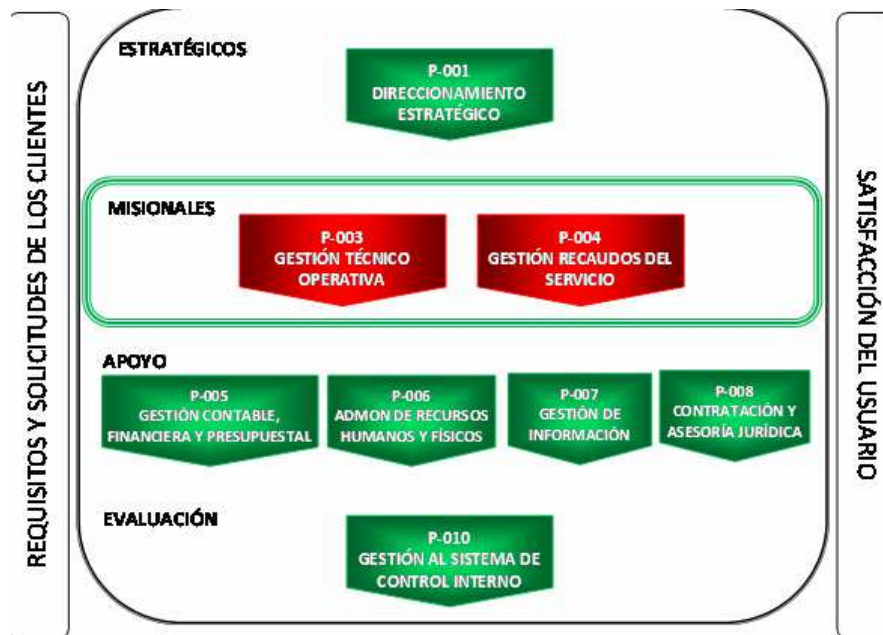 REQUISITOS Y SOLICITUDES DE LOS CLIENTES
ESTRATÉGICOS
P-001
DIRECCIONAMIENTO
ESTRATÉGICO
MISIONALES
P-003
GESTIÓN TÉCNICO
OPERATIVA
P-004
GESTIÓN RECAUDOS DEL
SERVICIO
APOYO
P-005
GESTIÓN CONTABLE,
FINANCIERA Y PRESUPUESTAL
P-006
ADMON DE RECURSOS
HUMANOS Y FÍSICOS
P-007
GESTIÓN DE
INFORMACIÓN
P-008
CONTRATACIÓN Y
ASESORÍA JURÍDICA
EVALUACIÓN
P-010
GESTIÓN AL SISTEMA DE
CONTROL INTERNO
SATISFACCIÓN DEL USUARIO